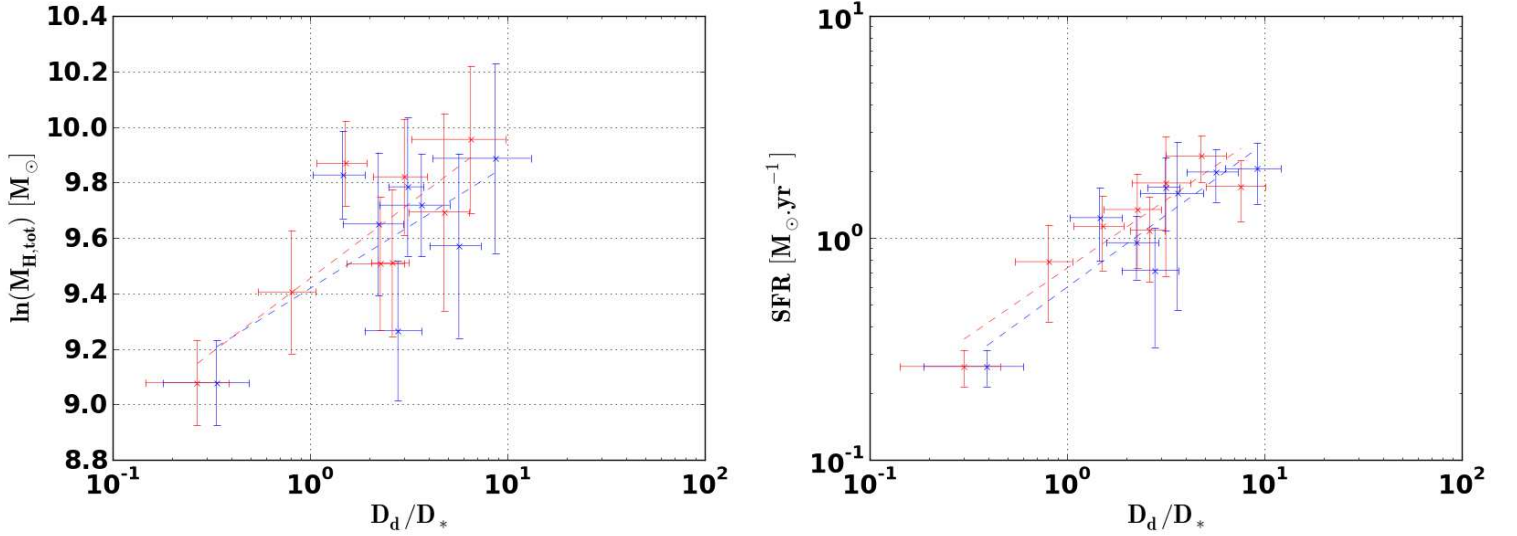 10.4
10.2
10.0
9.8
9.6
9.4
9.2
9.0
8.8
ln(M_{H,tot}) [M_⊙]
10^{-1} 10^0 10^1 10^2
D_d/D_*
10^1
10^0
10^{-1}
SFR [M_⊙.yr^{-1}]
10^{-1} 10^0 10^1 10^2
D_d/D_*